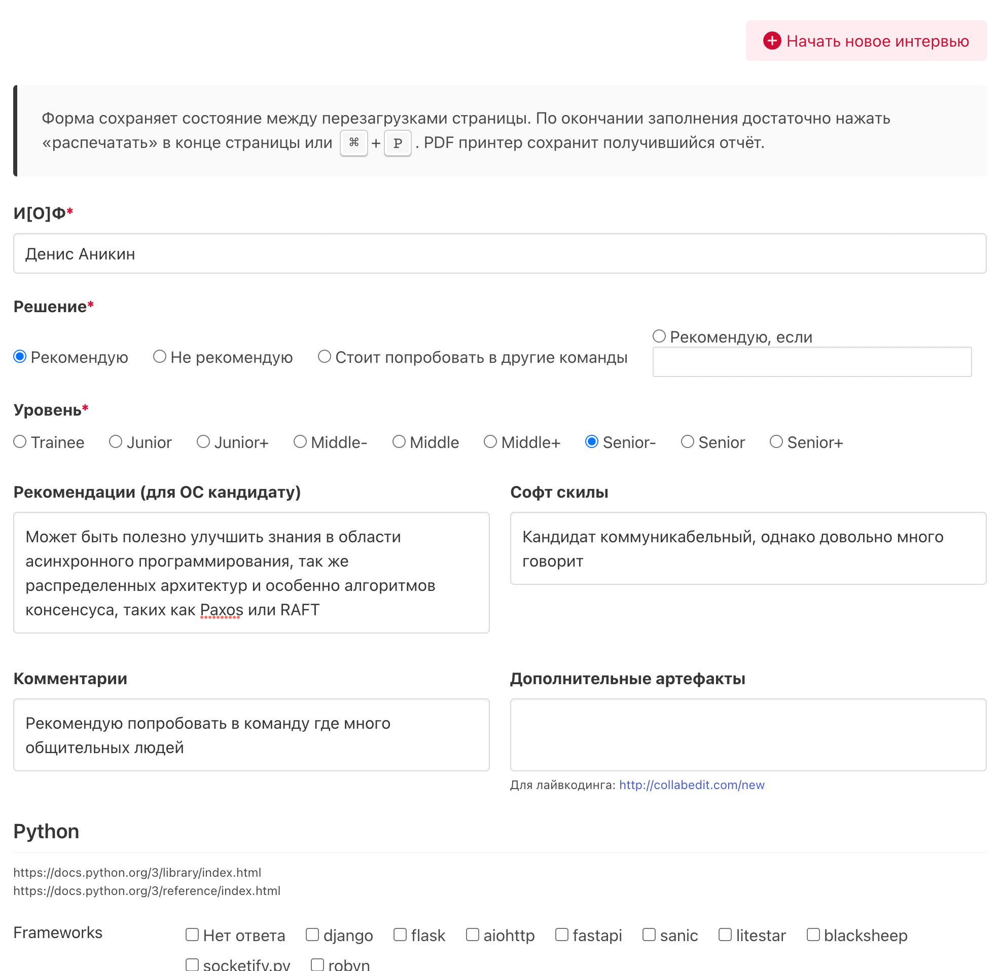 Начать новое интервью
Форма сохраняет состояние между перезагрузками страницы. По окончании заполнения достаточно нажать
«распечатать» в конце страницы или ⌘ + P . PDF принтер сохранит получившийся отчёт.
И[О]Ф*
Денис Аникин
Решение*
Рекомендую Не рекомендую Стоит попробовать в другие команды Рекомендую, если
Уровень*
Trainee Junior Junior+ Middle- Middle Middle+ Senior- Senior Senior+
Рекомендации (для ОС кандидату)
Может быть полезно улучшить знания в области
асинхронного программирования, так же
распределенных архитектур и особенно алгоритмов
консенсуса, таких как Paxos или RAFT
Софт скилы
Кандидат коммуникабельный, однако довольно много
говорит
Комментарии
Рекомендую попробовать в команду где много
общительных людей
Дополнительные артефакты
Для лайвкодинга: http://collabedit.com/new
Python
https://docs.python.org/3/library/index.html
https://docs.python.org/3/reference/index.html
Frameworks Нет ответа django flask aiohttp fastapi sanic litestar blacksheep
socketify.py robyn